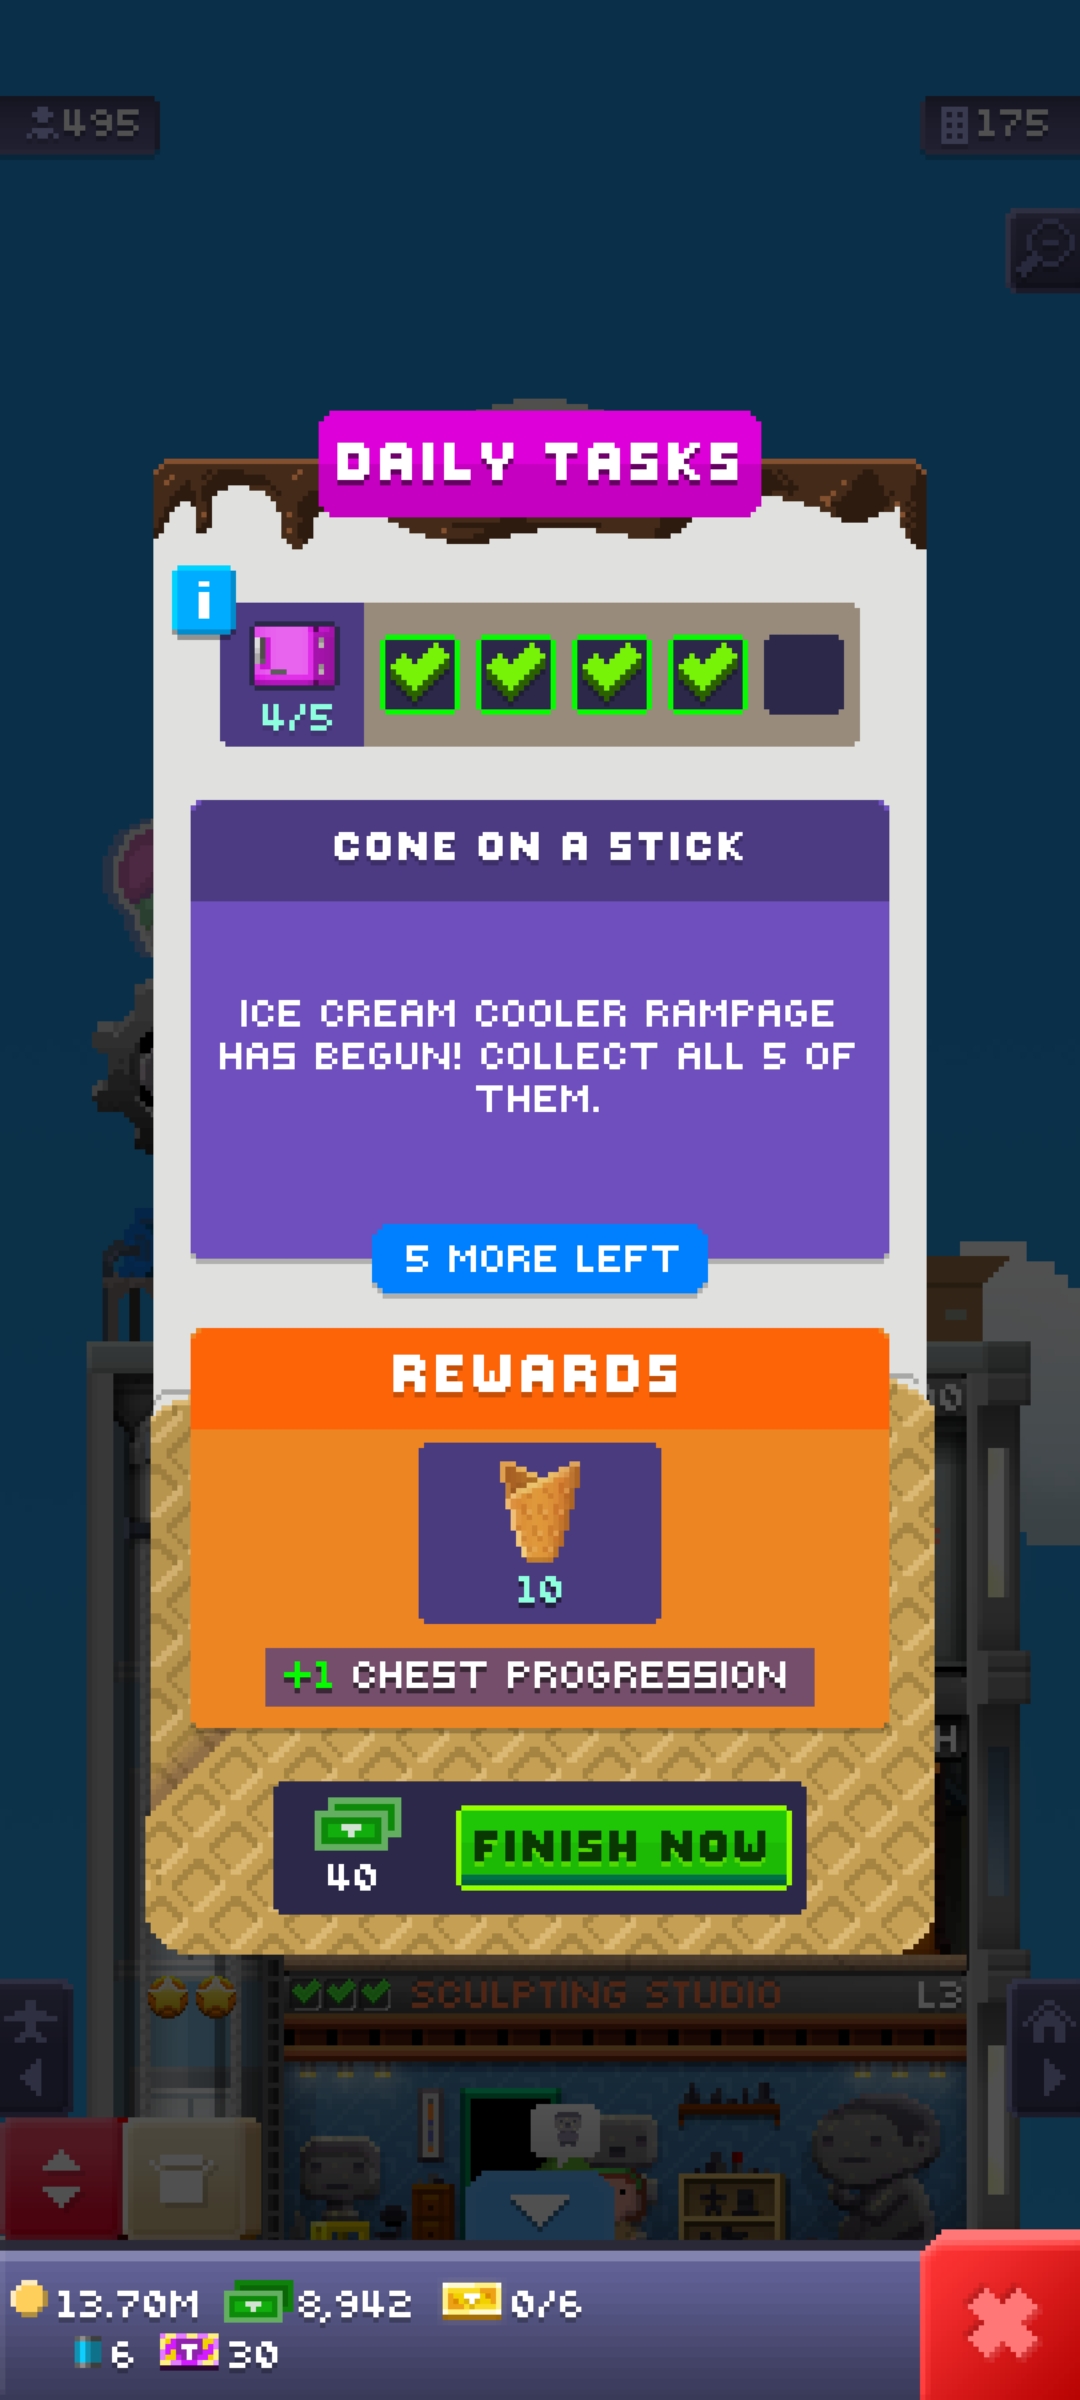 495
175
DAILY TASKS
i
4/5
CONE ON A STICK
ICE CREAM COOLER RAMPAGE
HAS BEGUN! COLLECT ALL 5 OF
THEM.
5 MORE LEFT
REWARDS
10
+1 CHEST PROGRESSION
40
FINISH NOW
SCULPTING STUDIO
L3
13.70M
8,942
0/6
6
30